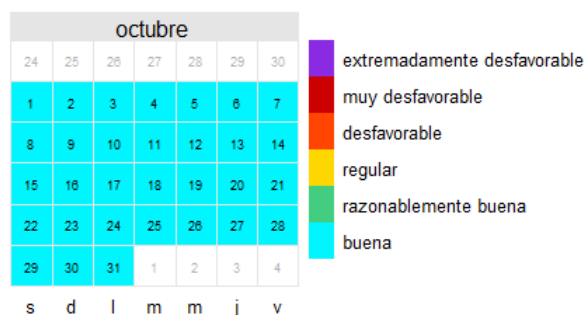 octubre
24 25 26 27 28 29 30
1 2 3 4 5 6 7
8 9 10 11 12 13 14
15 16 17 18 19 20 21
22 23 24 25 26 27 28
29 30 31 1 2 3 4
s d l m m j v
extremadamente desfavorable
muy desfavorable
desfavorable
regular
razonablemente buena
buena